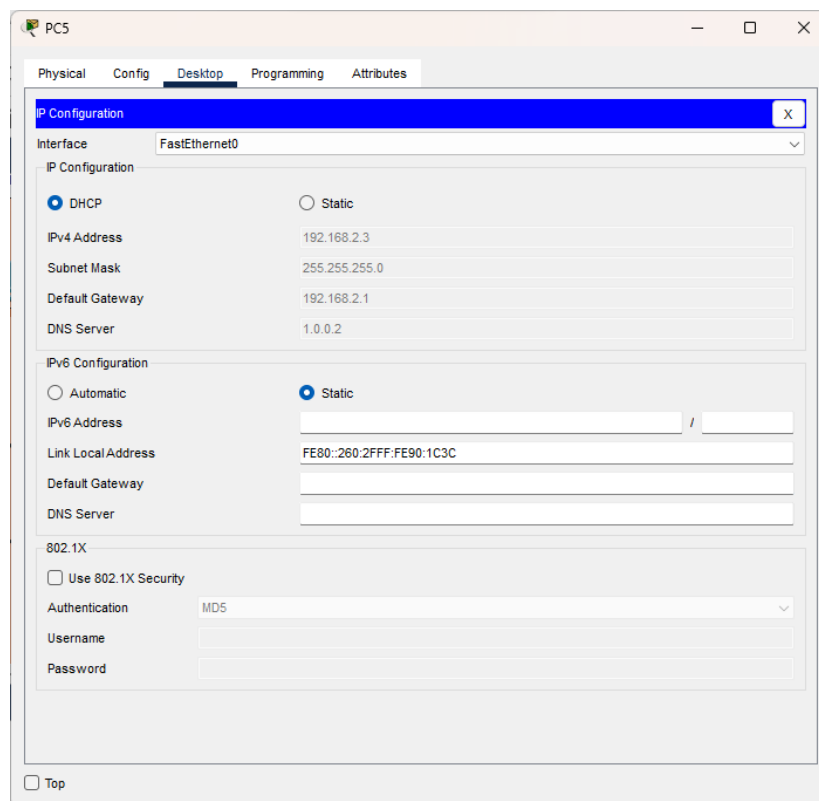 PC5
Physical Config Desktop Programming Attributes
IP Configuration X
Interface FastEthernet0
IP Configuration
DHCP Static
IPv4 Address 192.168.2.3
Subnet Mask 255.255.255.0
Default Gateway 192.168.2.1
DNS Server 1.0.0.2
IPv6 Configuration
Automatic Static
IPv6 Address /
Link Local Address FE80::260:2FFF:FE90:1C3C
Default Gateway
DNS Server
802.1X
Use 802.1X Security
Authentication MD5
Username
Password
Top